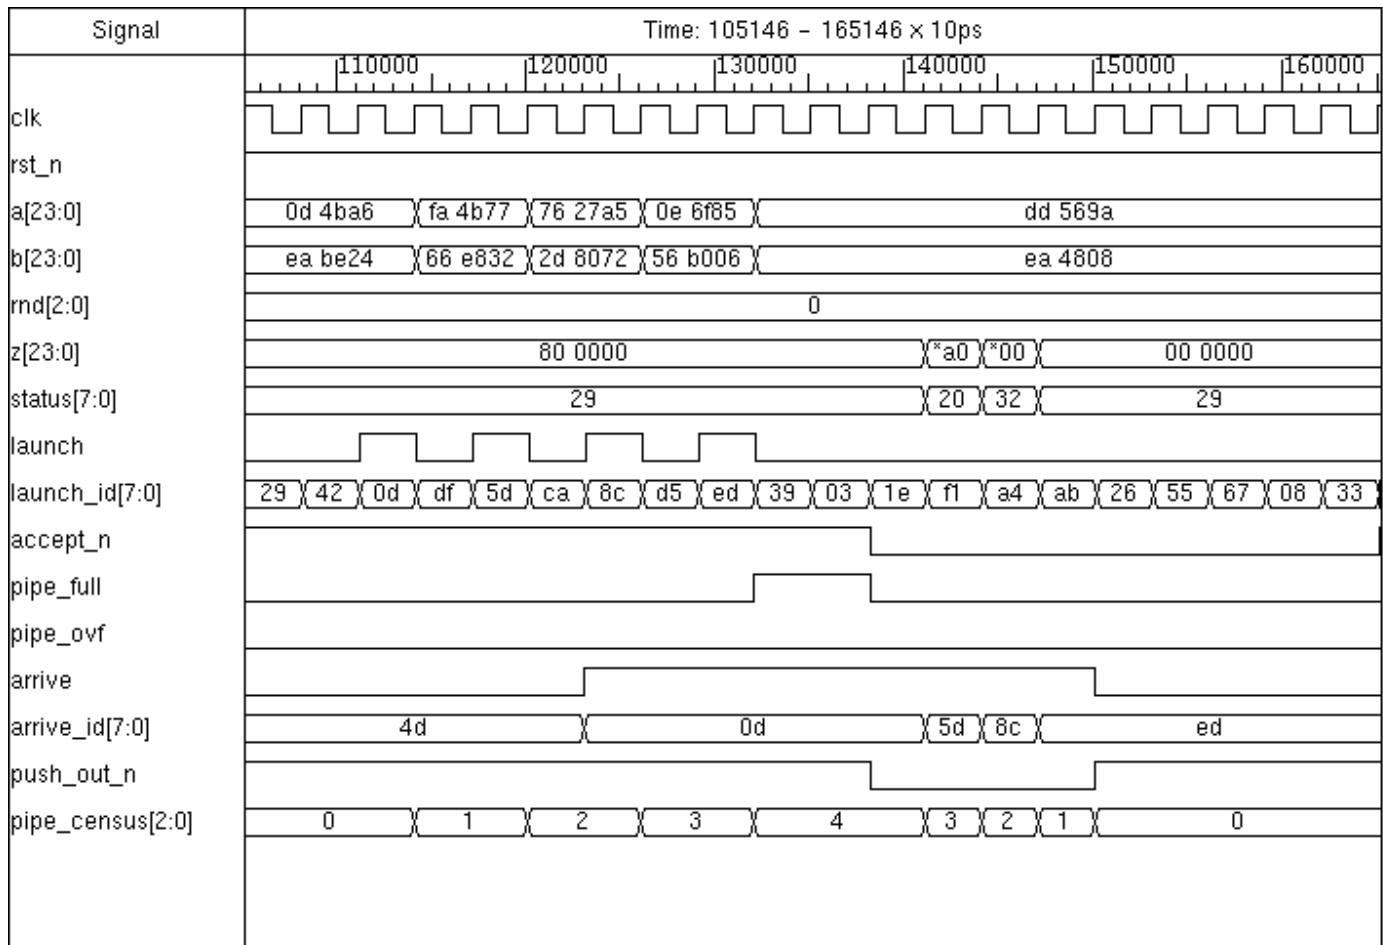 Signal Time: 105146 - 165146 x 10ps
110000 120000 130000 140000 150000 160000
clk
rst_n
a[23:0] 0d 4ba6 fa 4b77 76 27a5 0e 6f85 dd 569a
b[23:0] ea be24 66 e832 2d 8072 56 b006 ea 4808
rnd[2:0] 0
z[23:0] 80 0000 *a0 *00 00 0000
status[7:0] 29 20 32 29
launch
launch_id[7:0] 29 42 0d df 5d ca 8c d5 ed 39 03 1e f1 a4 ab 26 55 67 08 33
accept_n
pipe_full
pipe_ovf
arrive
arrive_id[7:0] 4d 0d 5d 8c ed
push_out_n
pipe_census[2:0] 0 1 2 3 4 3 2 1 0